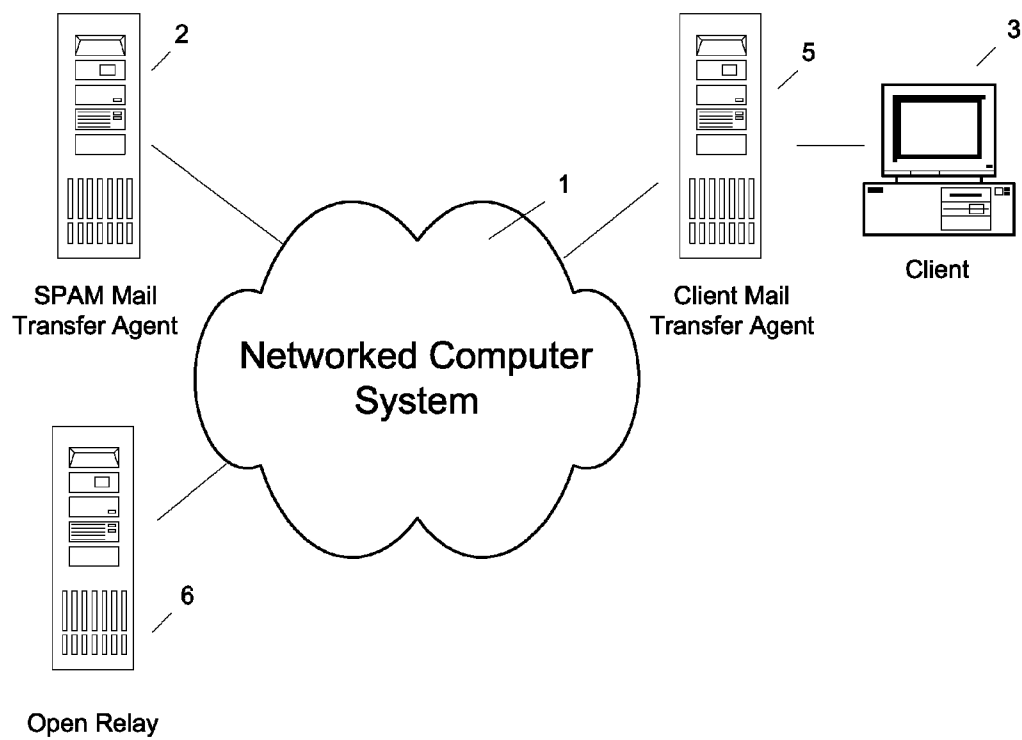 2
SPAM Mail
Transfer Agent
1
Networked Computer
System
5
Client Mail
Transfer Agent
3
Client
6
Open Relay